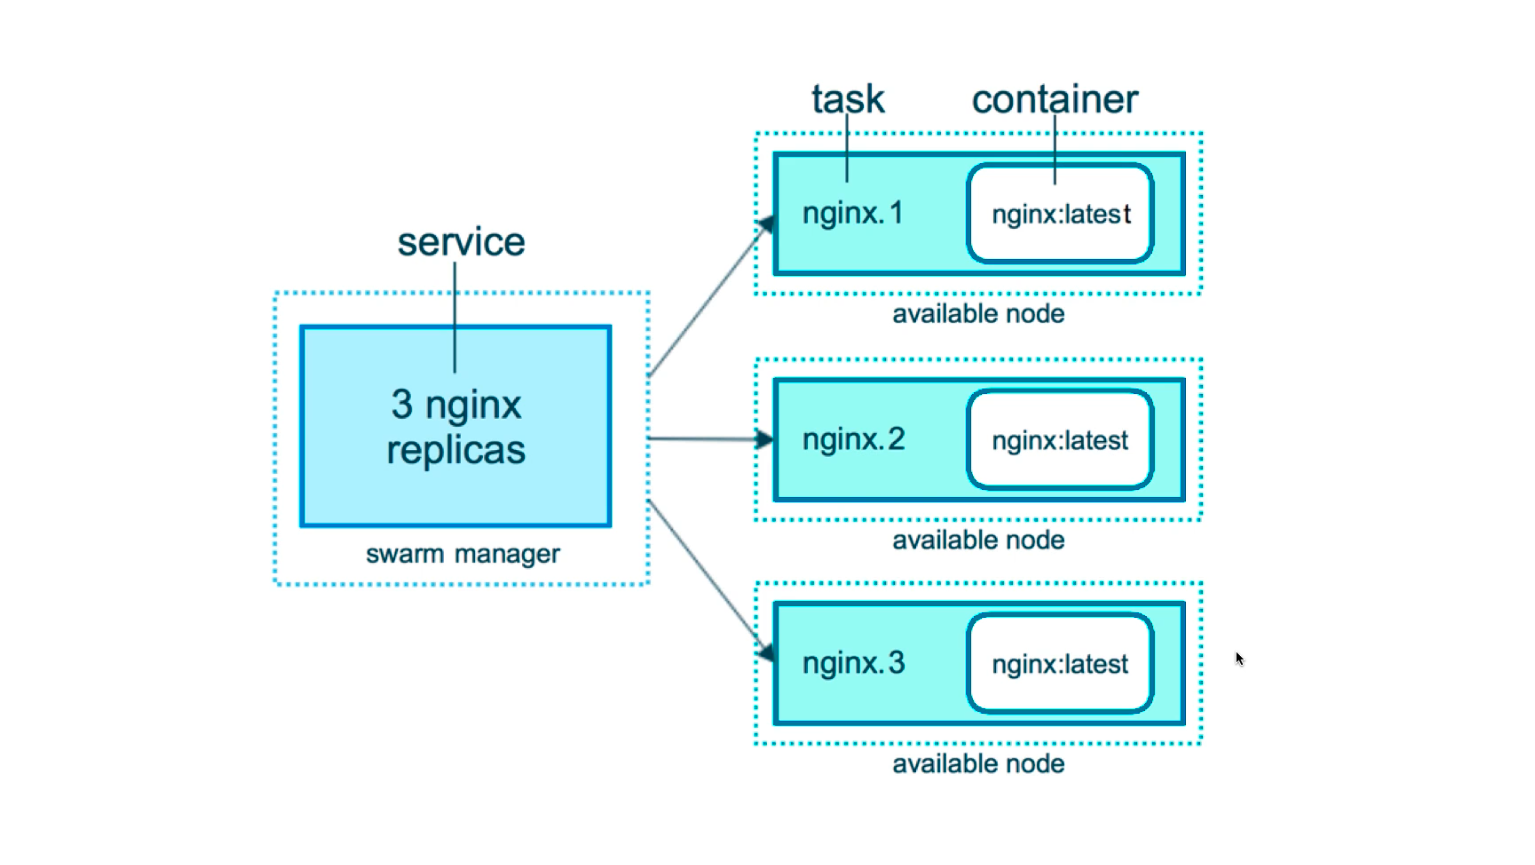 task
container
nginx.1
nginx:latest
available node
service
3 nginx
replicas
swarm manager
nginx.2
nginx:latest
available node
nginx.3
nginx:latest
available node